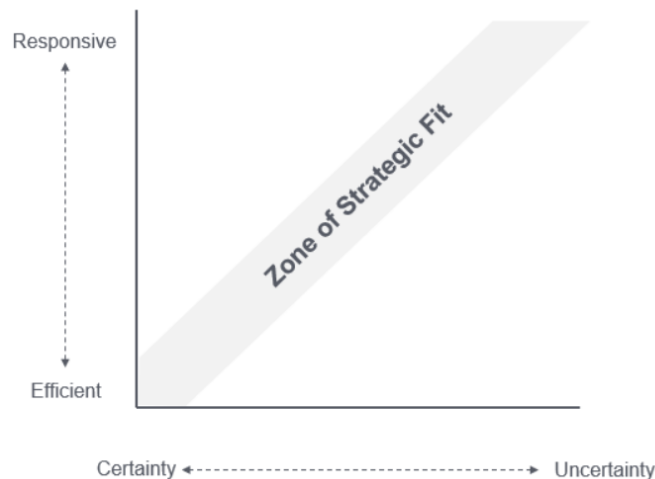 Responsive
Zone of Strategic Fit
Efficient
Certainty
Uncertainty